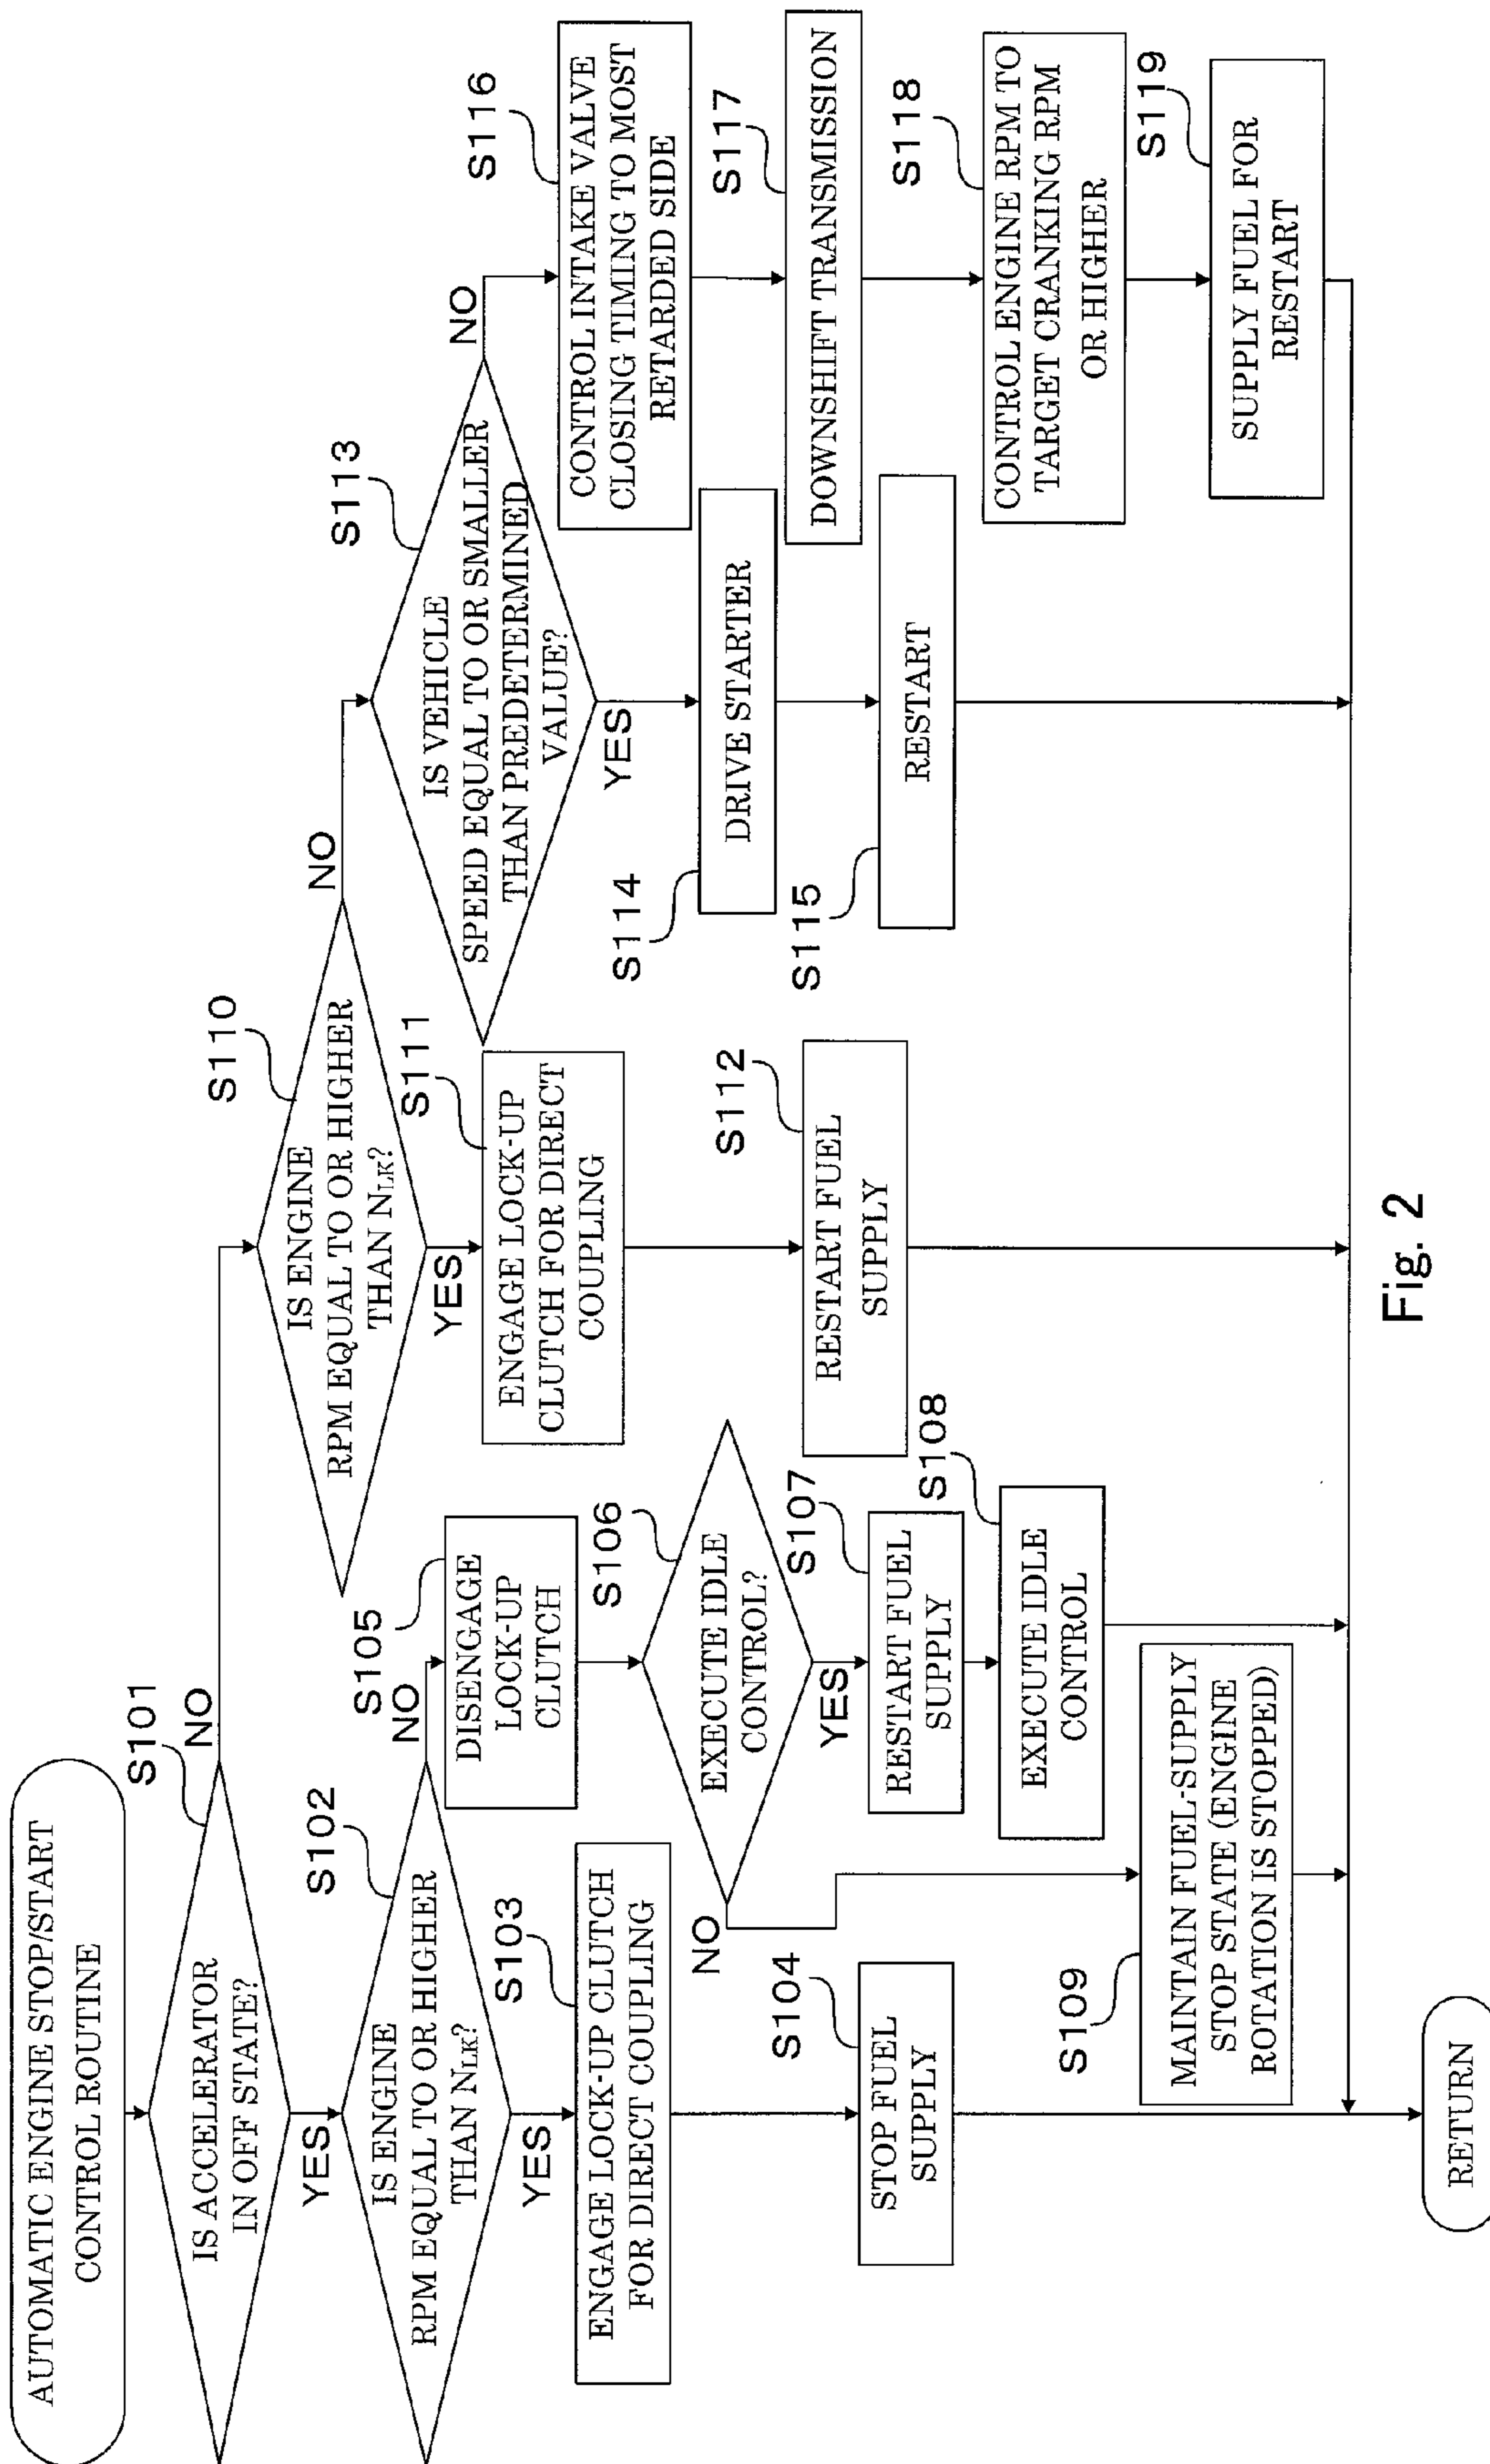 AUTOMATIC ENGINE STOP/START
CONTROL ROUTINE
S101
IS ACCELERATOR
IN OFF STATE?
YES
NO
S102
IS ENGINE
RPM EQUAL TO OR HIGHER
THAN NLK?
YES
NO
S103
ENGAGE LOCK-UP CLUTCH
FOR DIRECT COUPLING
S104
STOP FUEL
SUPPLY
S105
DISENGAGE
LOCK-UP
CLUTCH
S106
EXECUTE IDLE
CONTROL?
NO
YES
S107
RESTART FUEL
SUPPLY
S108
EXECUTE IDLE
CONTROL
S109
MAINTAIN FUEL-SUPPLY
STOP STATE (ENGINE
ROTATION IS STOPPED)
S110
IS ENGINE
RPM EQUAL TO OR HIGHER
THAN NLK?
YES
NO
S111
ENGAGE LOCK-UP
CLUTCH FOR DIRECT
COUPLING
S112
RESTART FUEL
SUPPLY
S113
IS VEHICLE
SPEED EQUAL TO OR SMALLER
THAN PREDETERMINED
VALUE?
YES
NO
S114
DRIVE STARTER
S115
RESTART
S116
CONTROL INTAKE VALVE
CLOSING TIMING TO MOST
RETARDED SIDE
S117
DOWNSHIFT TRANSMISSION
S118
CONTROL ENGINE RPM TO
TARGET CRANKING RPM
OR HIGHER
S119
SUPPLY FUEL FOR
RESTART
RETURN
Fig. 2